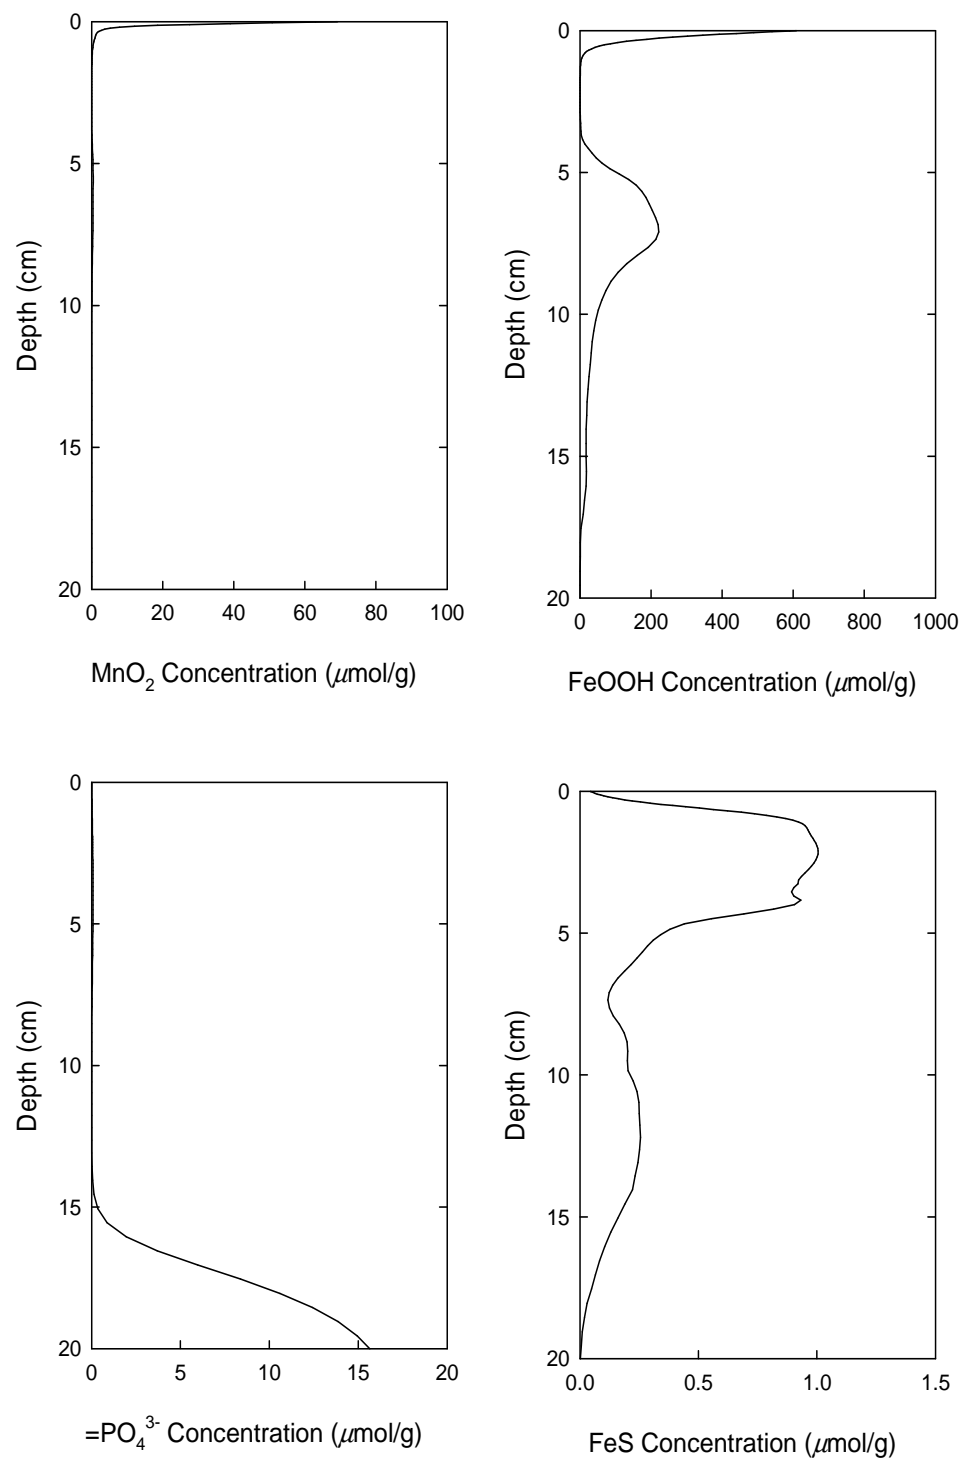 0
5
10
15
20
Depth (cm)
0 20 40 60 80 100
MnO₂ Concentration (μmol/g)
0
5
10
15
20
Depth (cm)
0 200 400 600 800 1000
FeOOH Concentration (μmol/g)
0
5
10
15
20
Depth (cm)
0 5 10 15 20
=PO₄³⁻ Concentration (μmol/g)
0
5
10
15
20
Depth (cm)
0.0 0.5 1.0 1.5
FeS Concentration (μmol/g)